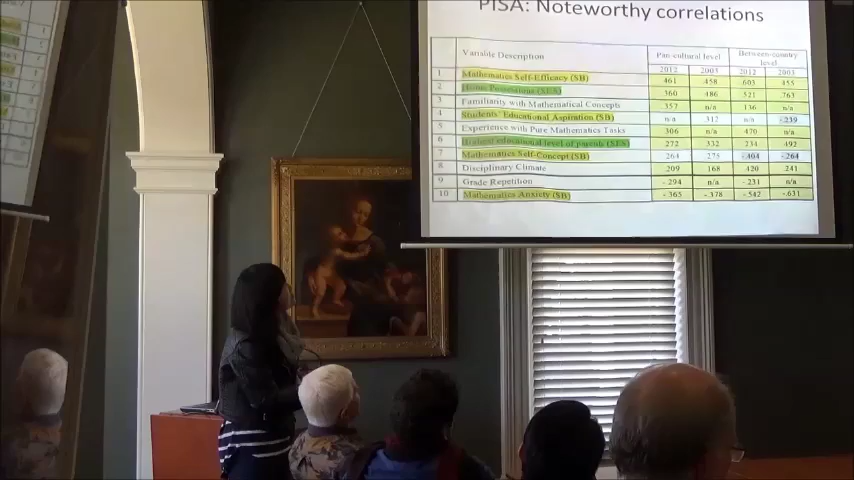 PISA: Noteworthy correlations
Variable Description Pan-cultural level Between-country level
2012 2003 2012 2003
1 Mathematics Self-Efficacy (SB) .461 .458 .603 .455
2 Home Possessions (SES) .360 .486 .521 .763
3 Familiarity with Mathematical Concepts .357 n/a .136 n/a
4 Students' Educational Aspiration (SB) n/a .312 n/a -.239
5 Experience with Pure Mathematics Tasks .306 n/a .470 n/a
6 Highest educational level of parents (SES) .272 .332 .234 .492
7 Mathematics Self-Concept (SB) .264 .275 -.404 -.264
8 Disciplinary Climate .209 .168 .420 .241
9 Grade Repetition -.294 n/a -.231 n/a
10 Mathematics Anxiety (SB) -.365 -.378 -.542 -.631